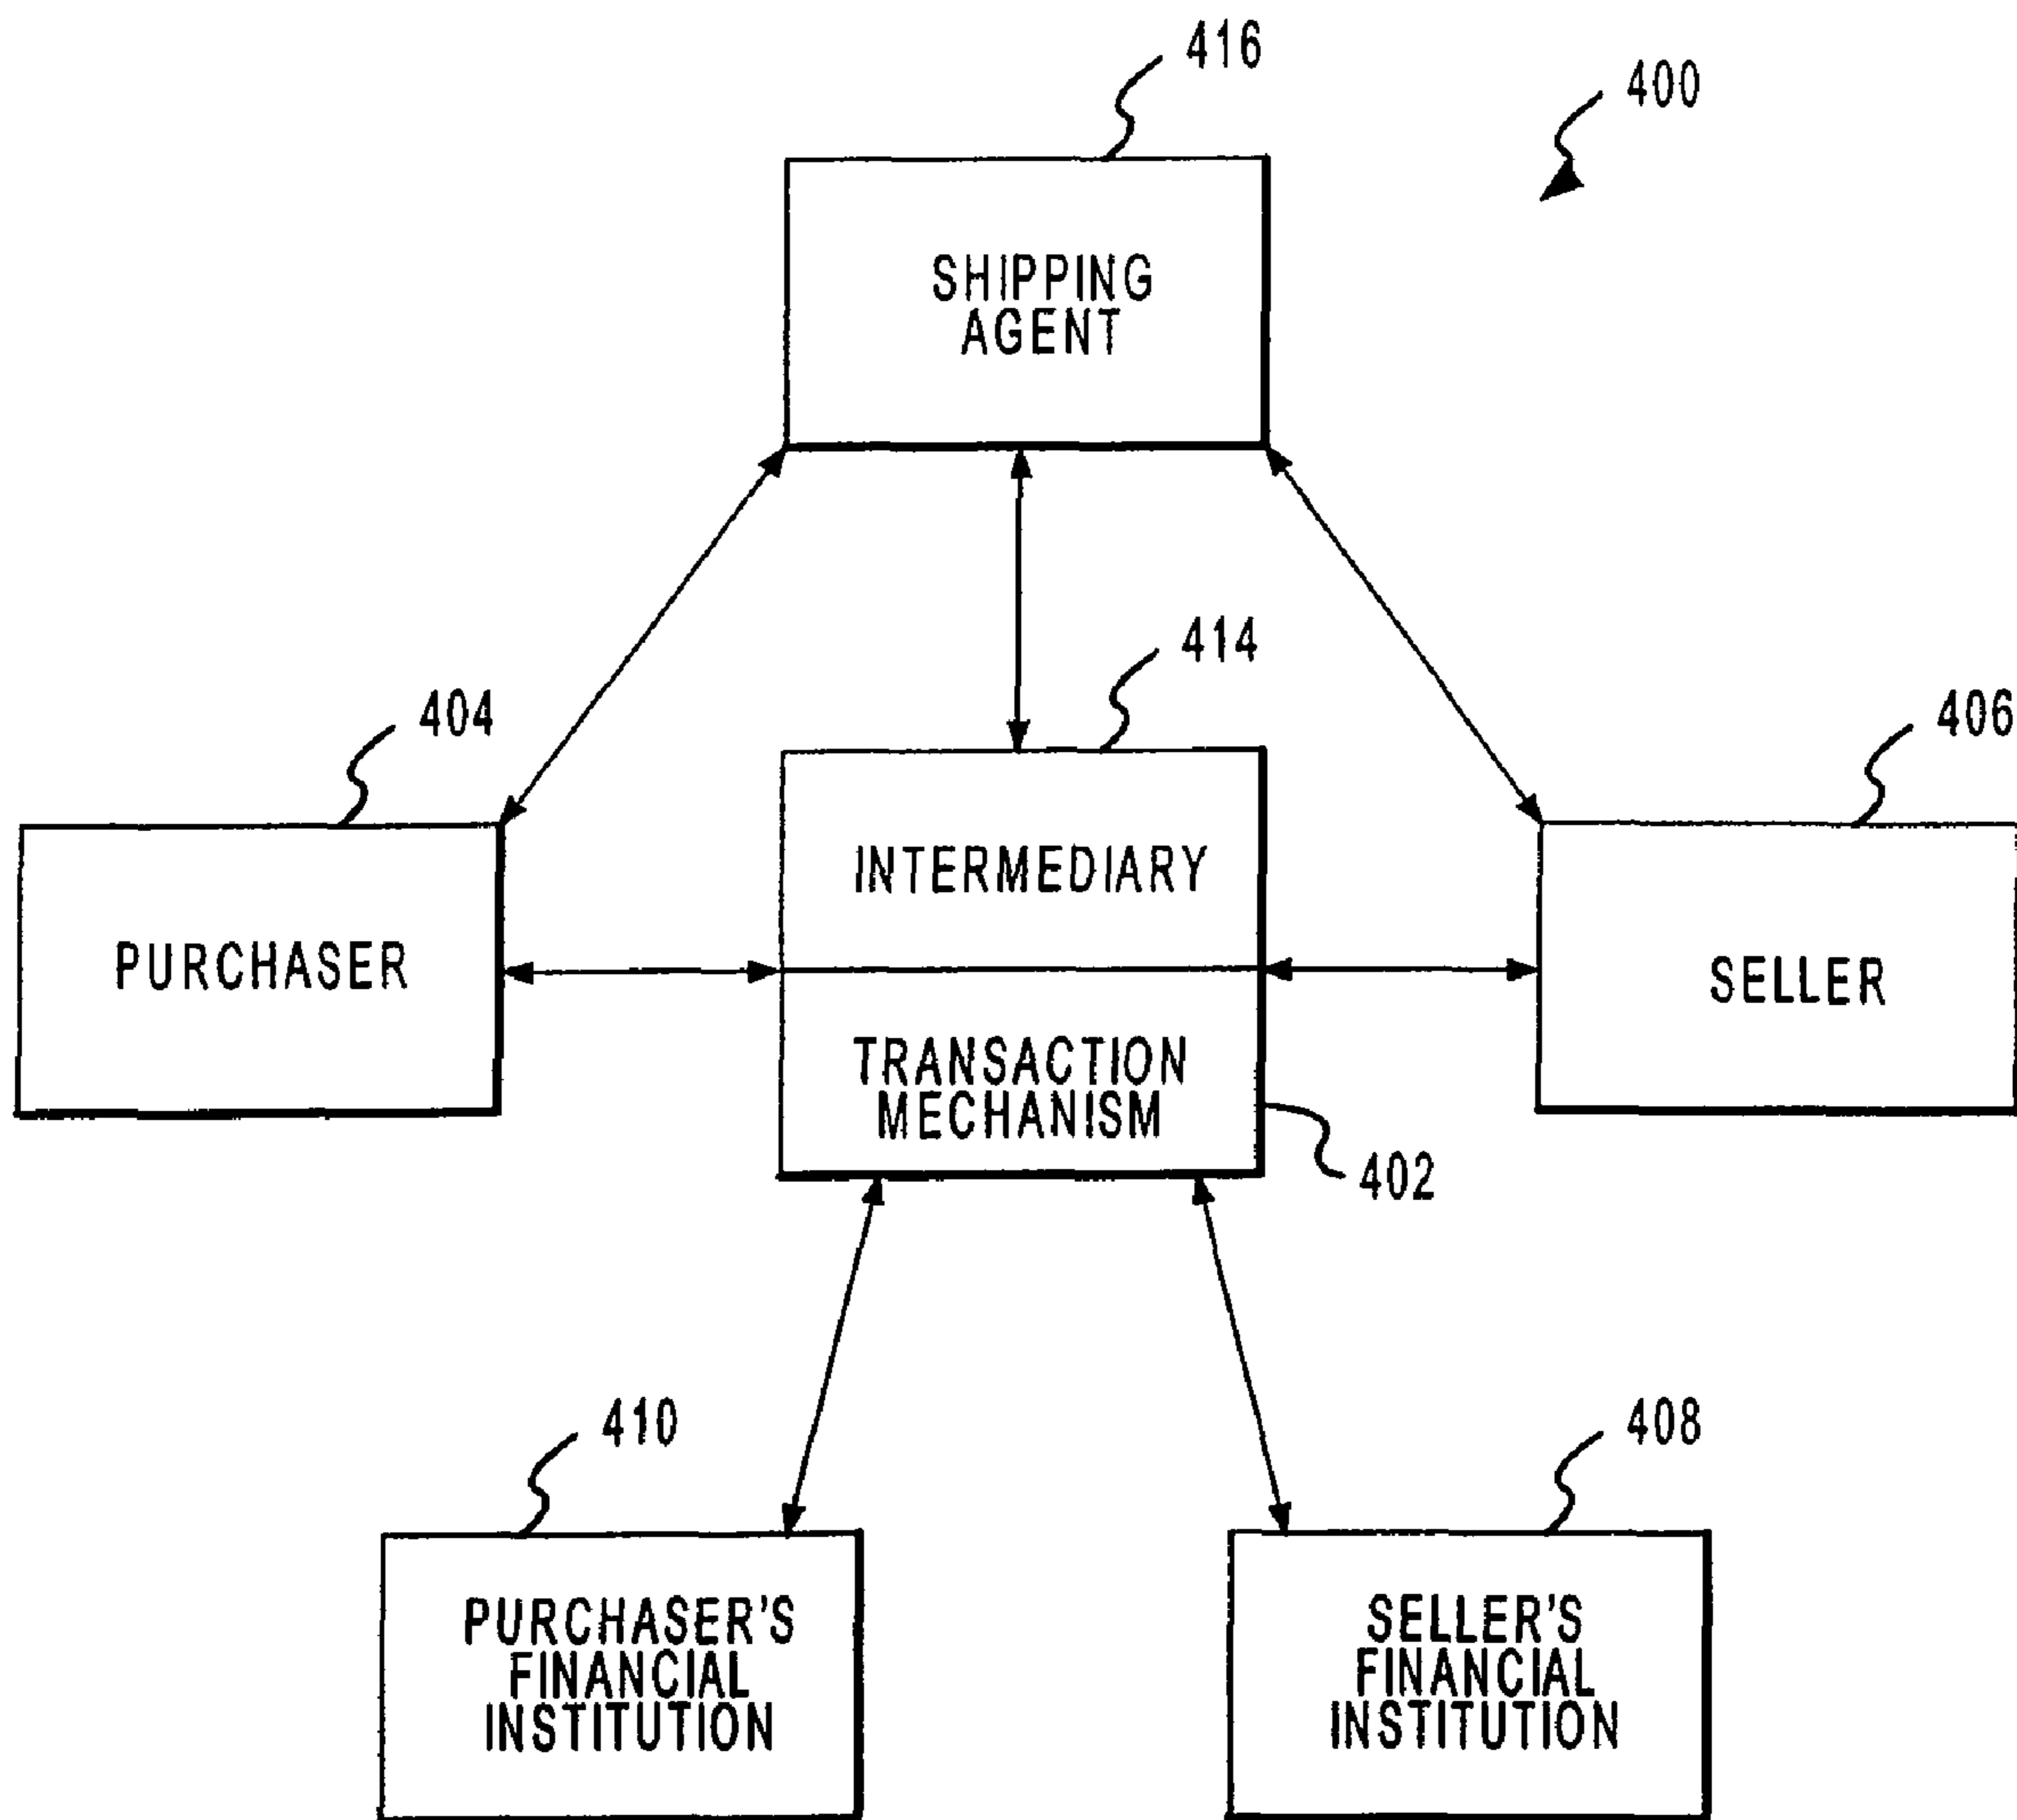 416
400
SHIPPING
AGENT
414
404
406
INTERMEDIARY
PURCHASER
SELLER
TRANSACTION
MECHANISM
402
410
408
PURCHASER'S
FINANCIAL
INSTITUTION
SELLER'S
FINANCIAL
INSTITUTION